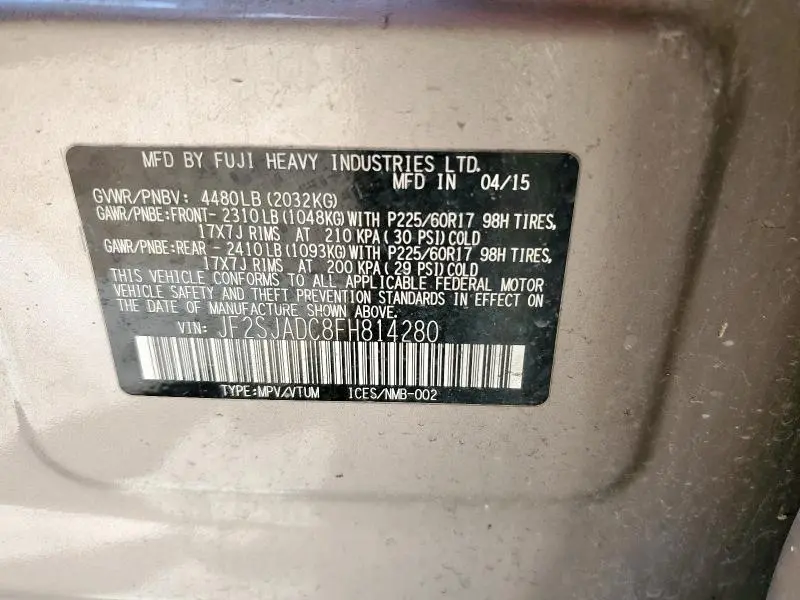 MFD BY FUJI HEAVY INDUSTRIES LTD.
MFD IN 04/15
GVWR/PNBV: 4480LB (2032KG)
GAWR/PNBE:FRONT- 2310LB (1048KG) WITH P225/60R17 98H TIRES,
17X7J RIMS AT 210 KPA (30 PSI) COLD
GAWR/PNBE:REAR - 2410LB (1093KG) WITH P225/60R17 98H TIRES,
17X7J RIMS AT 200 KPA (29 PSI) COLD
THIS VEHICLE CONFORMS TO ALL APPLICABLE FEDERAL MOTOR
VEHICLE SAFETY AND THEFT PREVENTION STANDARDS IN EFFECT ON
THE DATE OF MANUFACTURE SHOWN ABOVE.
VIN: JF2SJADC8FH814280
TYPE:MPV/VTUM ICES/NMB-002